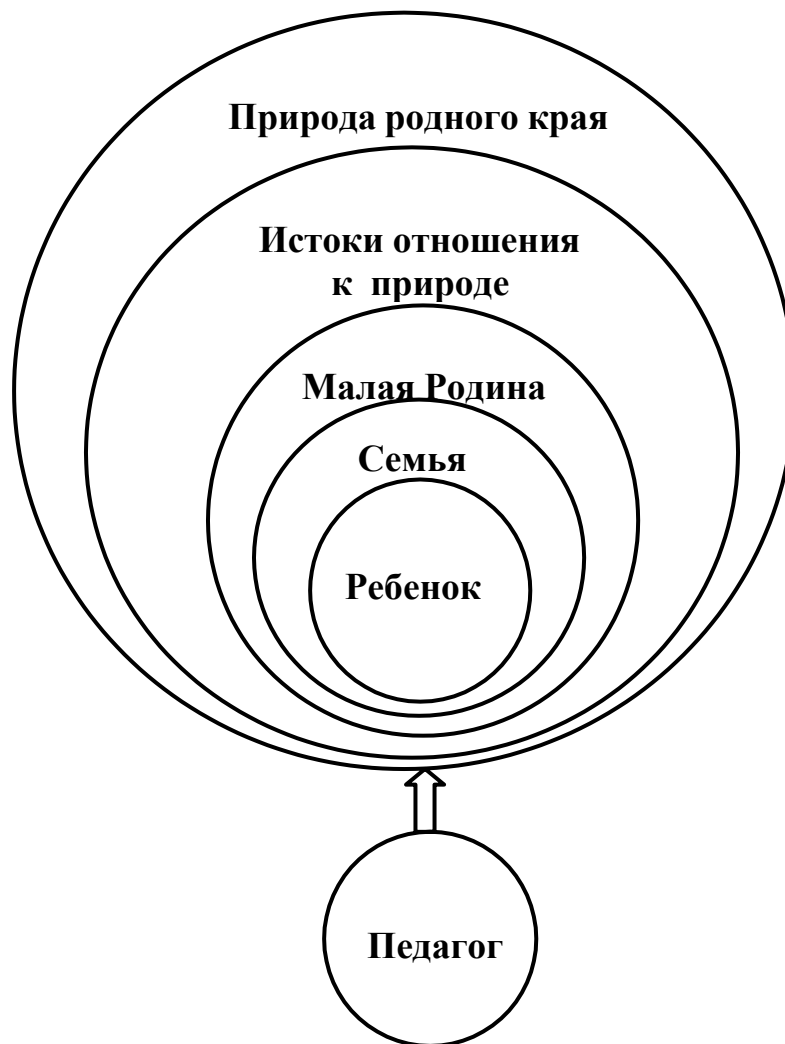 Природа родного края
Истоки отношения
к природе
Малая Родина
Семья
Ребенок
Педагог